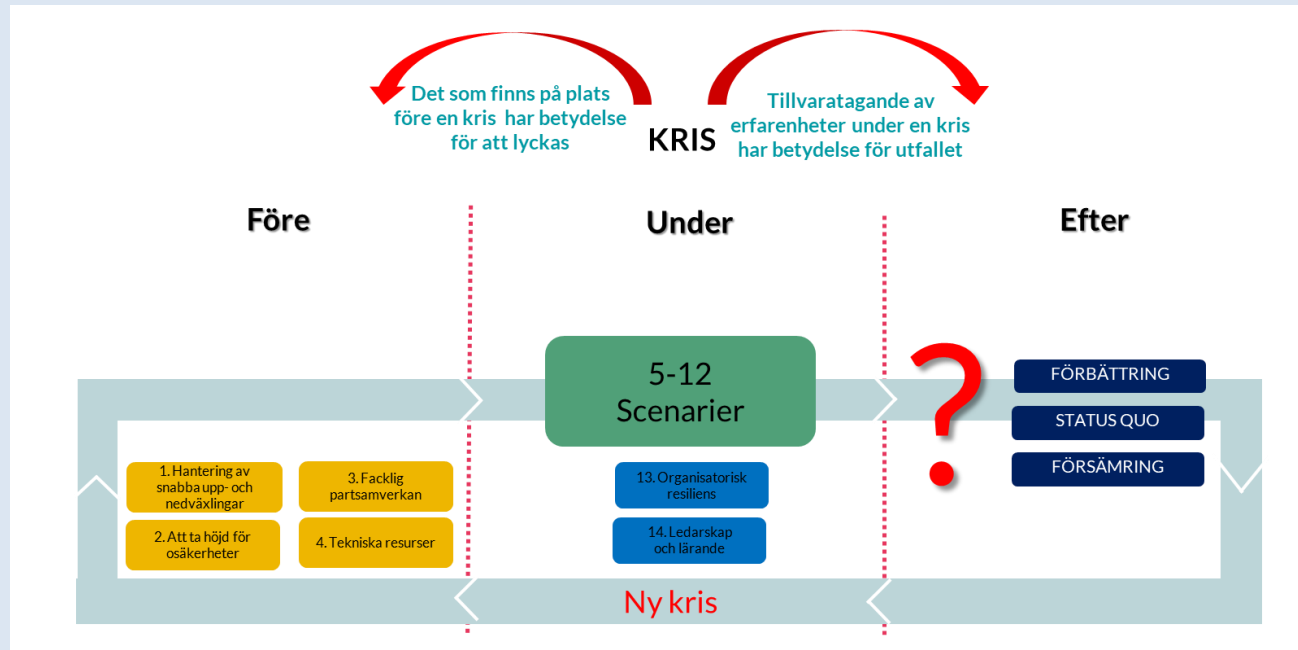 Det som finns på plats
före en kris har betydelse
för att lyckas
KRIS
Tillvaratagande av
erfarenheter under en kris
har betydelse för utfallet
Före
Under
Efter
5-12
Scenarier
?
FÖRBÄTTRING
STATUS QUO
FÖRSÄMRING
1. Hantering av
snabba upp- och
nedväxlingar
3. Facklig
partsamverkan
2. Att ta höjd för
osäkerheter
4. Tekniska resurser
13. Organisatorisk
resiliens
14. Ledarskap
och lärande
Ny kris